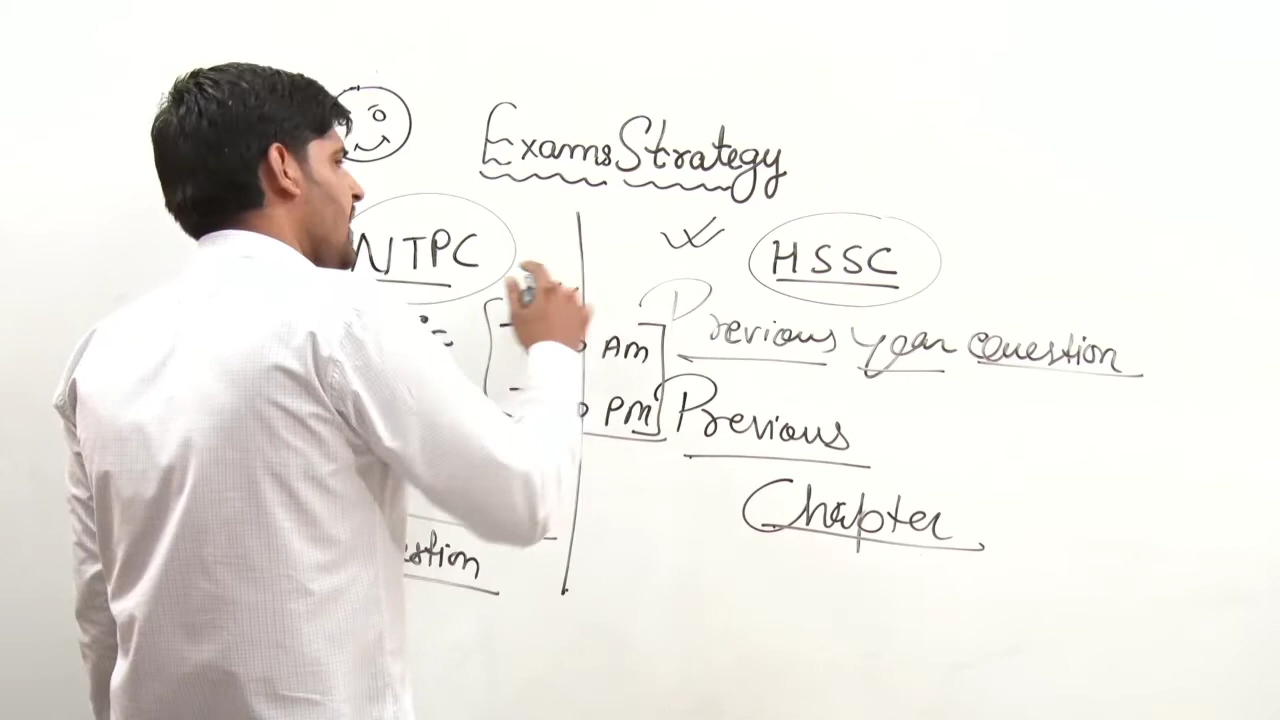 Exams Strategy
NTPC
HSSC
AM
Previous year question
PM
Previous
Chapter